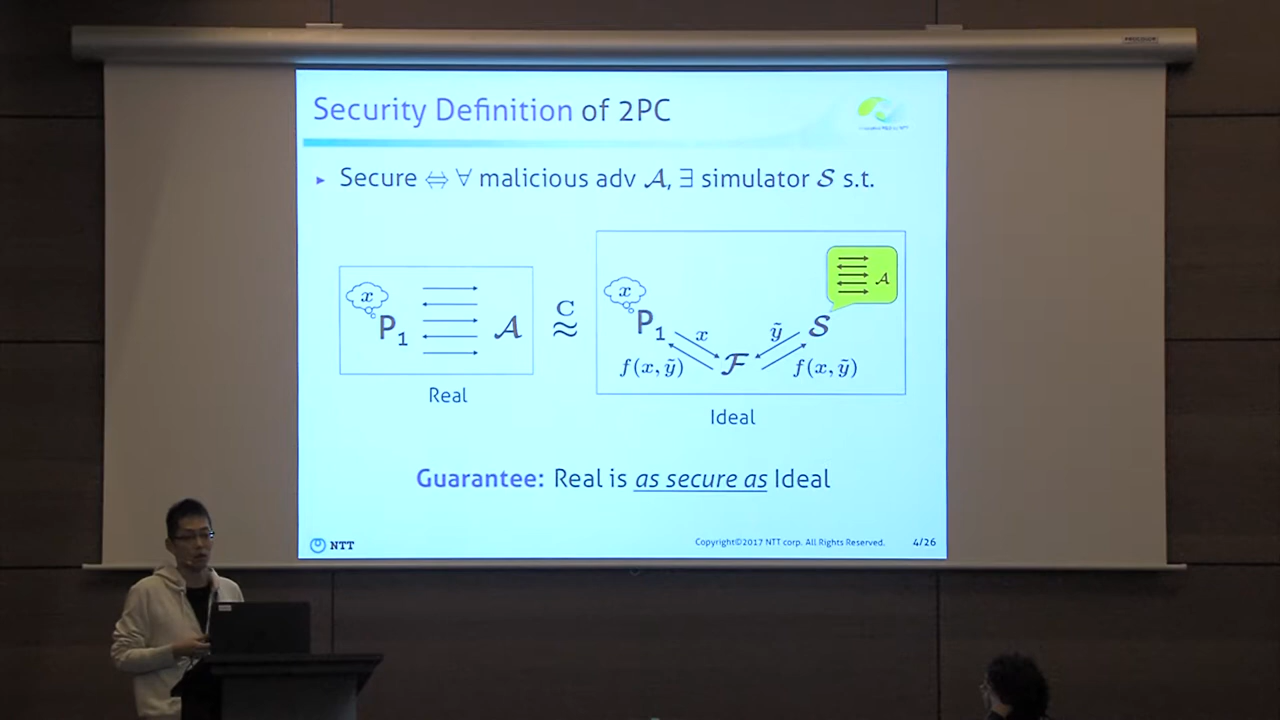 Security Definition of 2PC
▸ Secure ⇔ ∀ malicious adv 𝒜, ∃ simulator 𝒮 s.t.
x
P₁
𝒜
Real
C
≈
x
P₁
x
f(x, ỹ)
ℱ
ỹ
f(x, ỹ)
𝒮
𝒜
Ideal
Guarantee: Real is as secure as Ideal
NTT
Copyright©2017 NTT corp. All Rights Reserved.
4/26